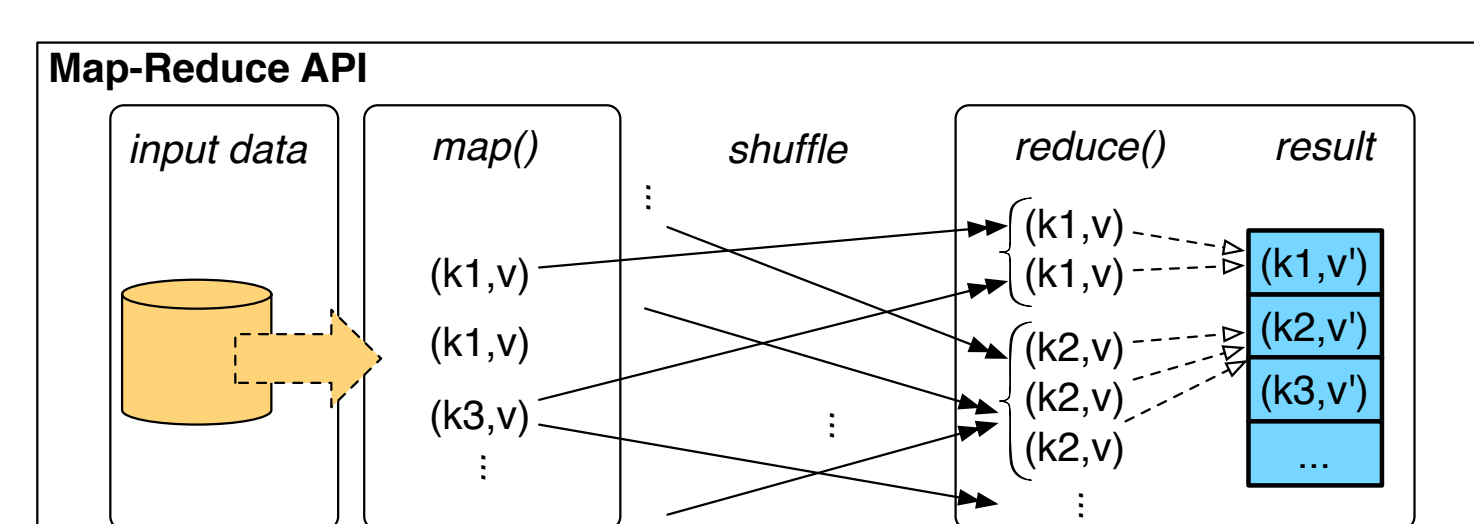 Map-Reduce API
input data
map()
shuffle
reduce()
result
...
(k1,v)
(k1,v)
(k3,v)
...
...
(k1,v)
(k1,v)
(k2,v)
(k2,v)
(k2,v)
...
(k1,v')
(k2,v')
(k3,v')
...